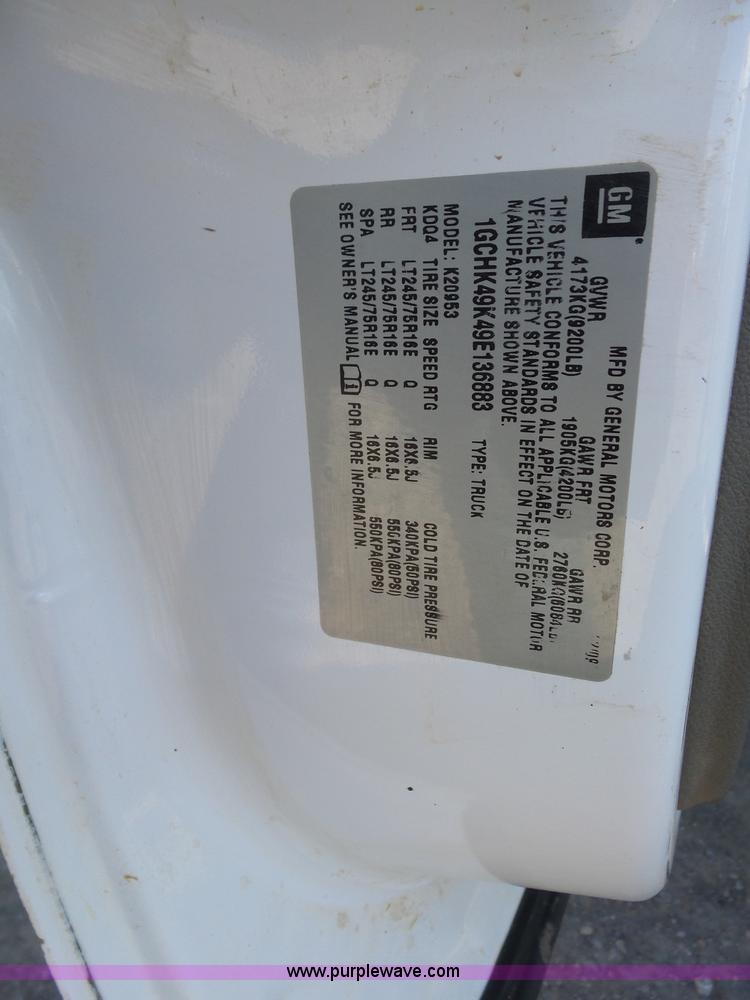 GM
MFD BY GENERAL MOTORS CORP.
GVWR GAWR FRT GAWR RR
4173KG(9200LB) 1905KG(4200LB) 2760KG(6084LB)
THIS VEHICLE CONFORMS TO ALL APPLICABLE U.S. FEDERAL MOTOR
VEHICLE SAFETY STANDARDS IN EFFECT ON THE DATE OF
MANUFACTURE SHOWN ABOVE.
1GCHK49K49E136883 TYPE: TRUCK
MODEL: K20953
KDQ4 TIRE SIZE SPEED RTG RIM COLD TIRE PRESSURE
FRT LT245/75R16E Q 16X6.5J 340KPA(50PSI)
RR LT245/75R16E Q 16X6.5J 550KPA(80PSI)
SPA LT245/75R16E Q 16X6.5J 550KPA(80PSI)
SEE OWNER'S MANUAL FOR MORE INFORMATION.
www.purplewave.com